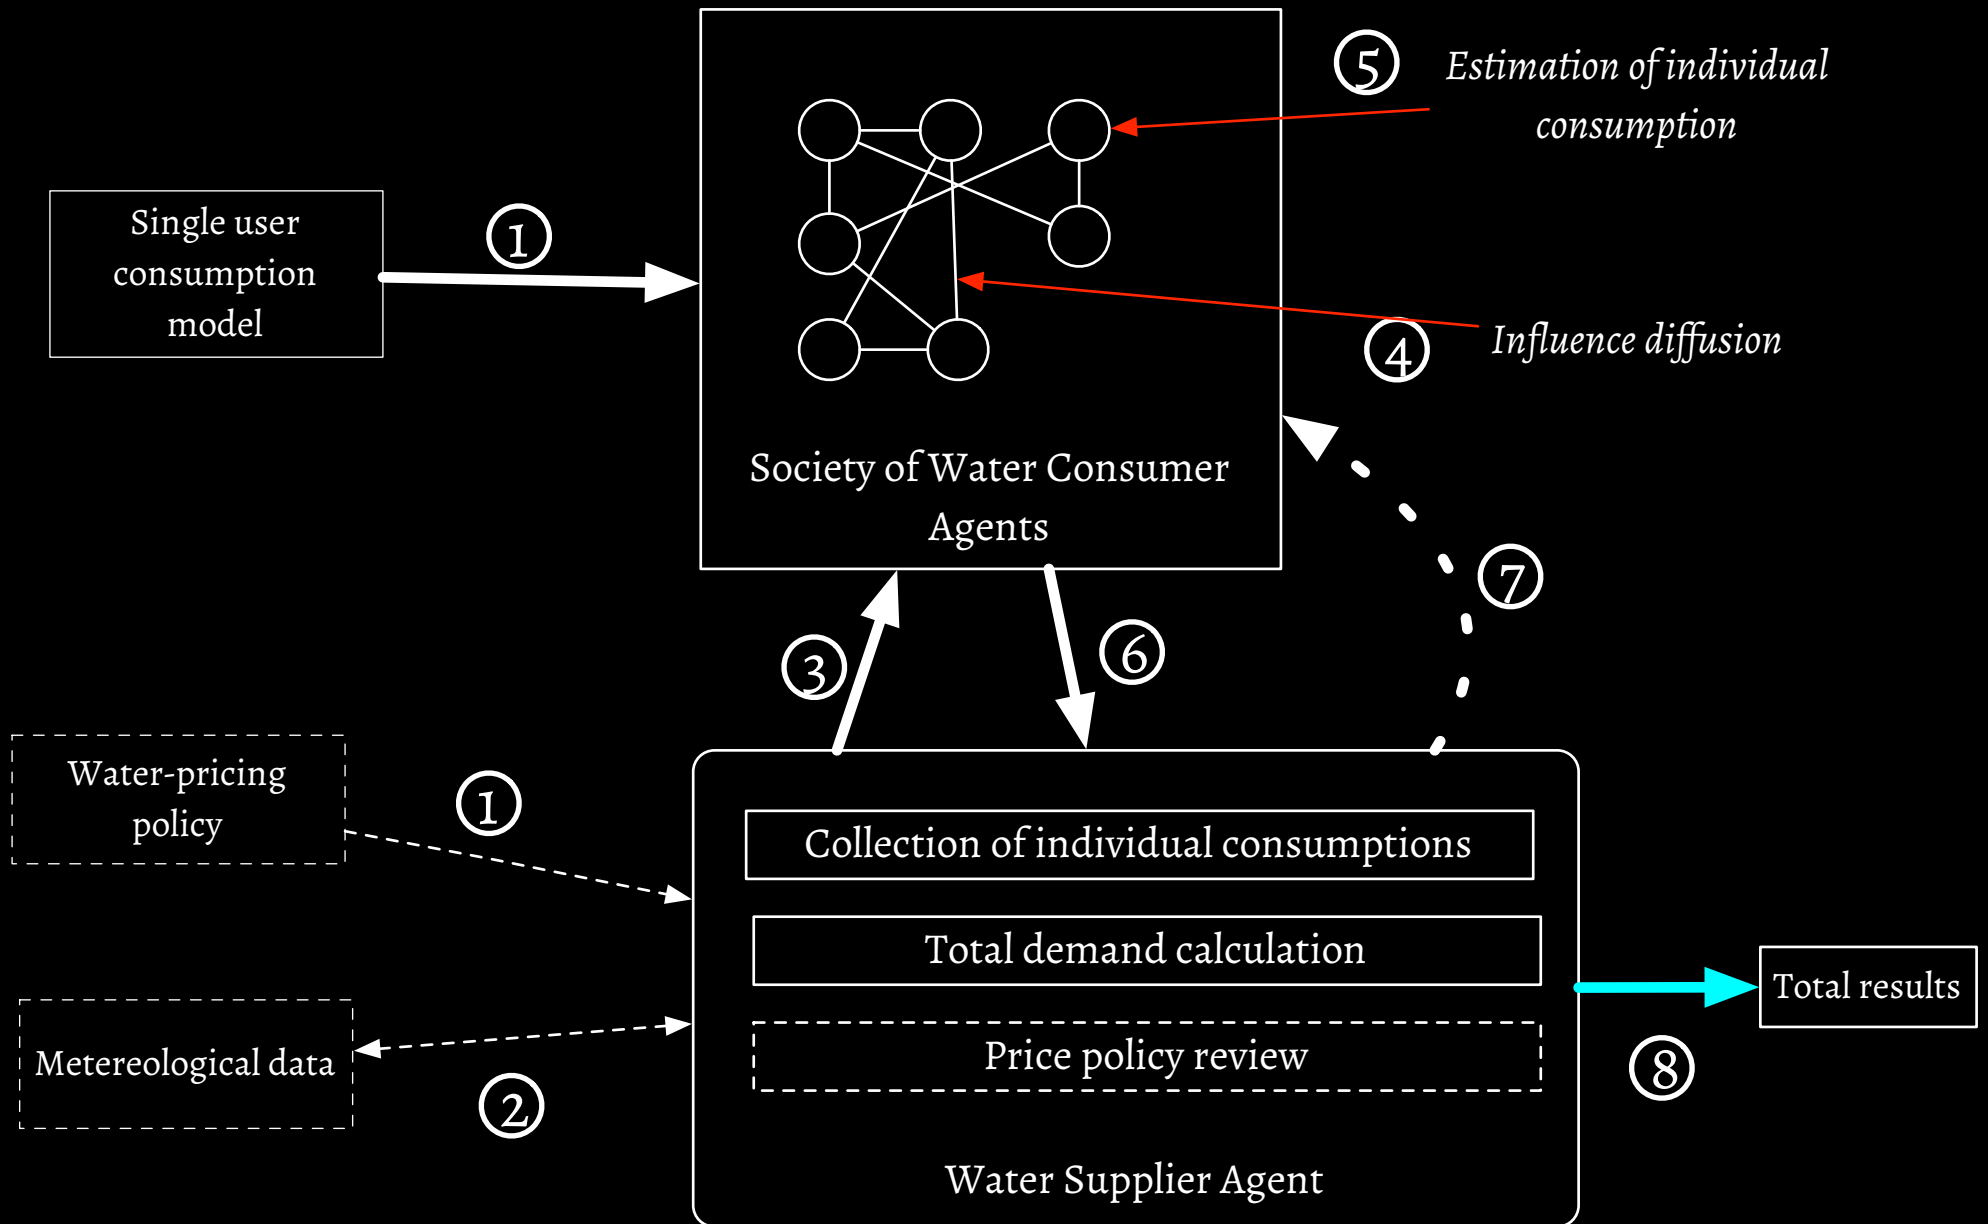 5
Estimation of individual
consumption
Single user
consumption
model
1
4
Influence diffusion
Society of Water Consumer
Agents
7
3
6
Water-pricing
policy
1
Collection of individual consumptions
Total demand calculation
Total results
Metereological data
2
Price policy review
8
Water Supplier Agent